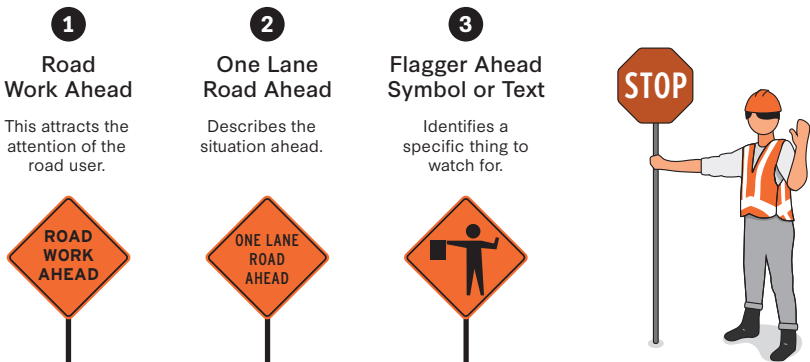 1
Road
Work Ahead
This attracts the
attention of the
road user.
ROAD
WORK
AHEAD
2
One Lane
Road Ahead
Describes the
situation ahead.
ONE LANE
ROAD
AHEAD
3
Flagger Ahead
Symbol or Text
Identifies a
specific thing to
watch for.
STOP